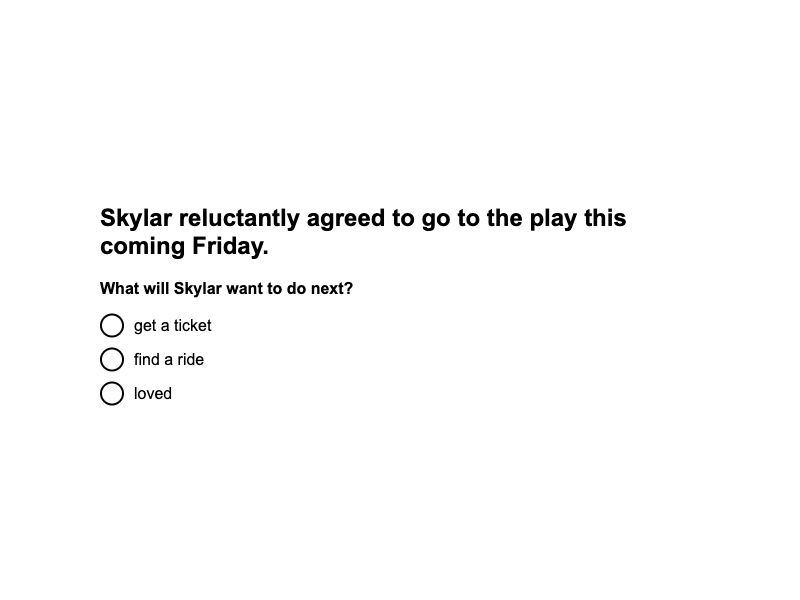 Skylar reluctantly agreed to go to the play this
coming Friday.
What will Skylar want to do next?
get a ticket
find a ride
loved